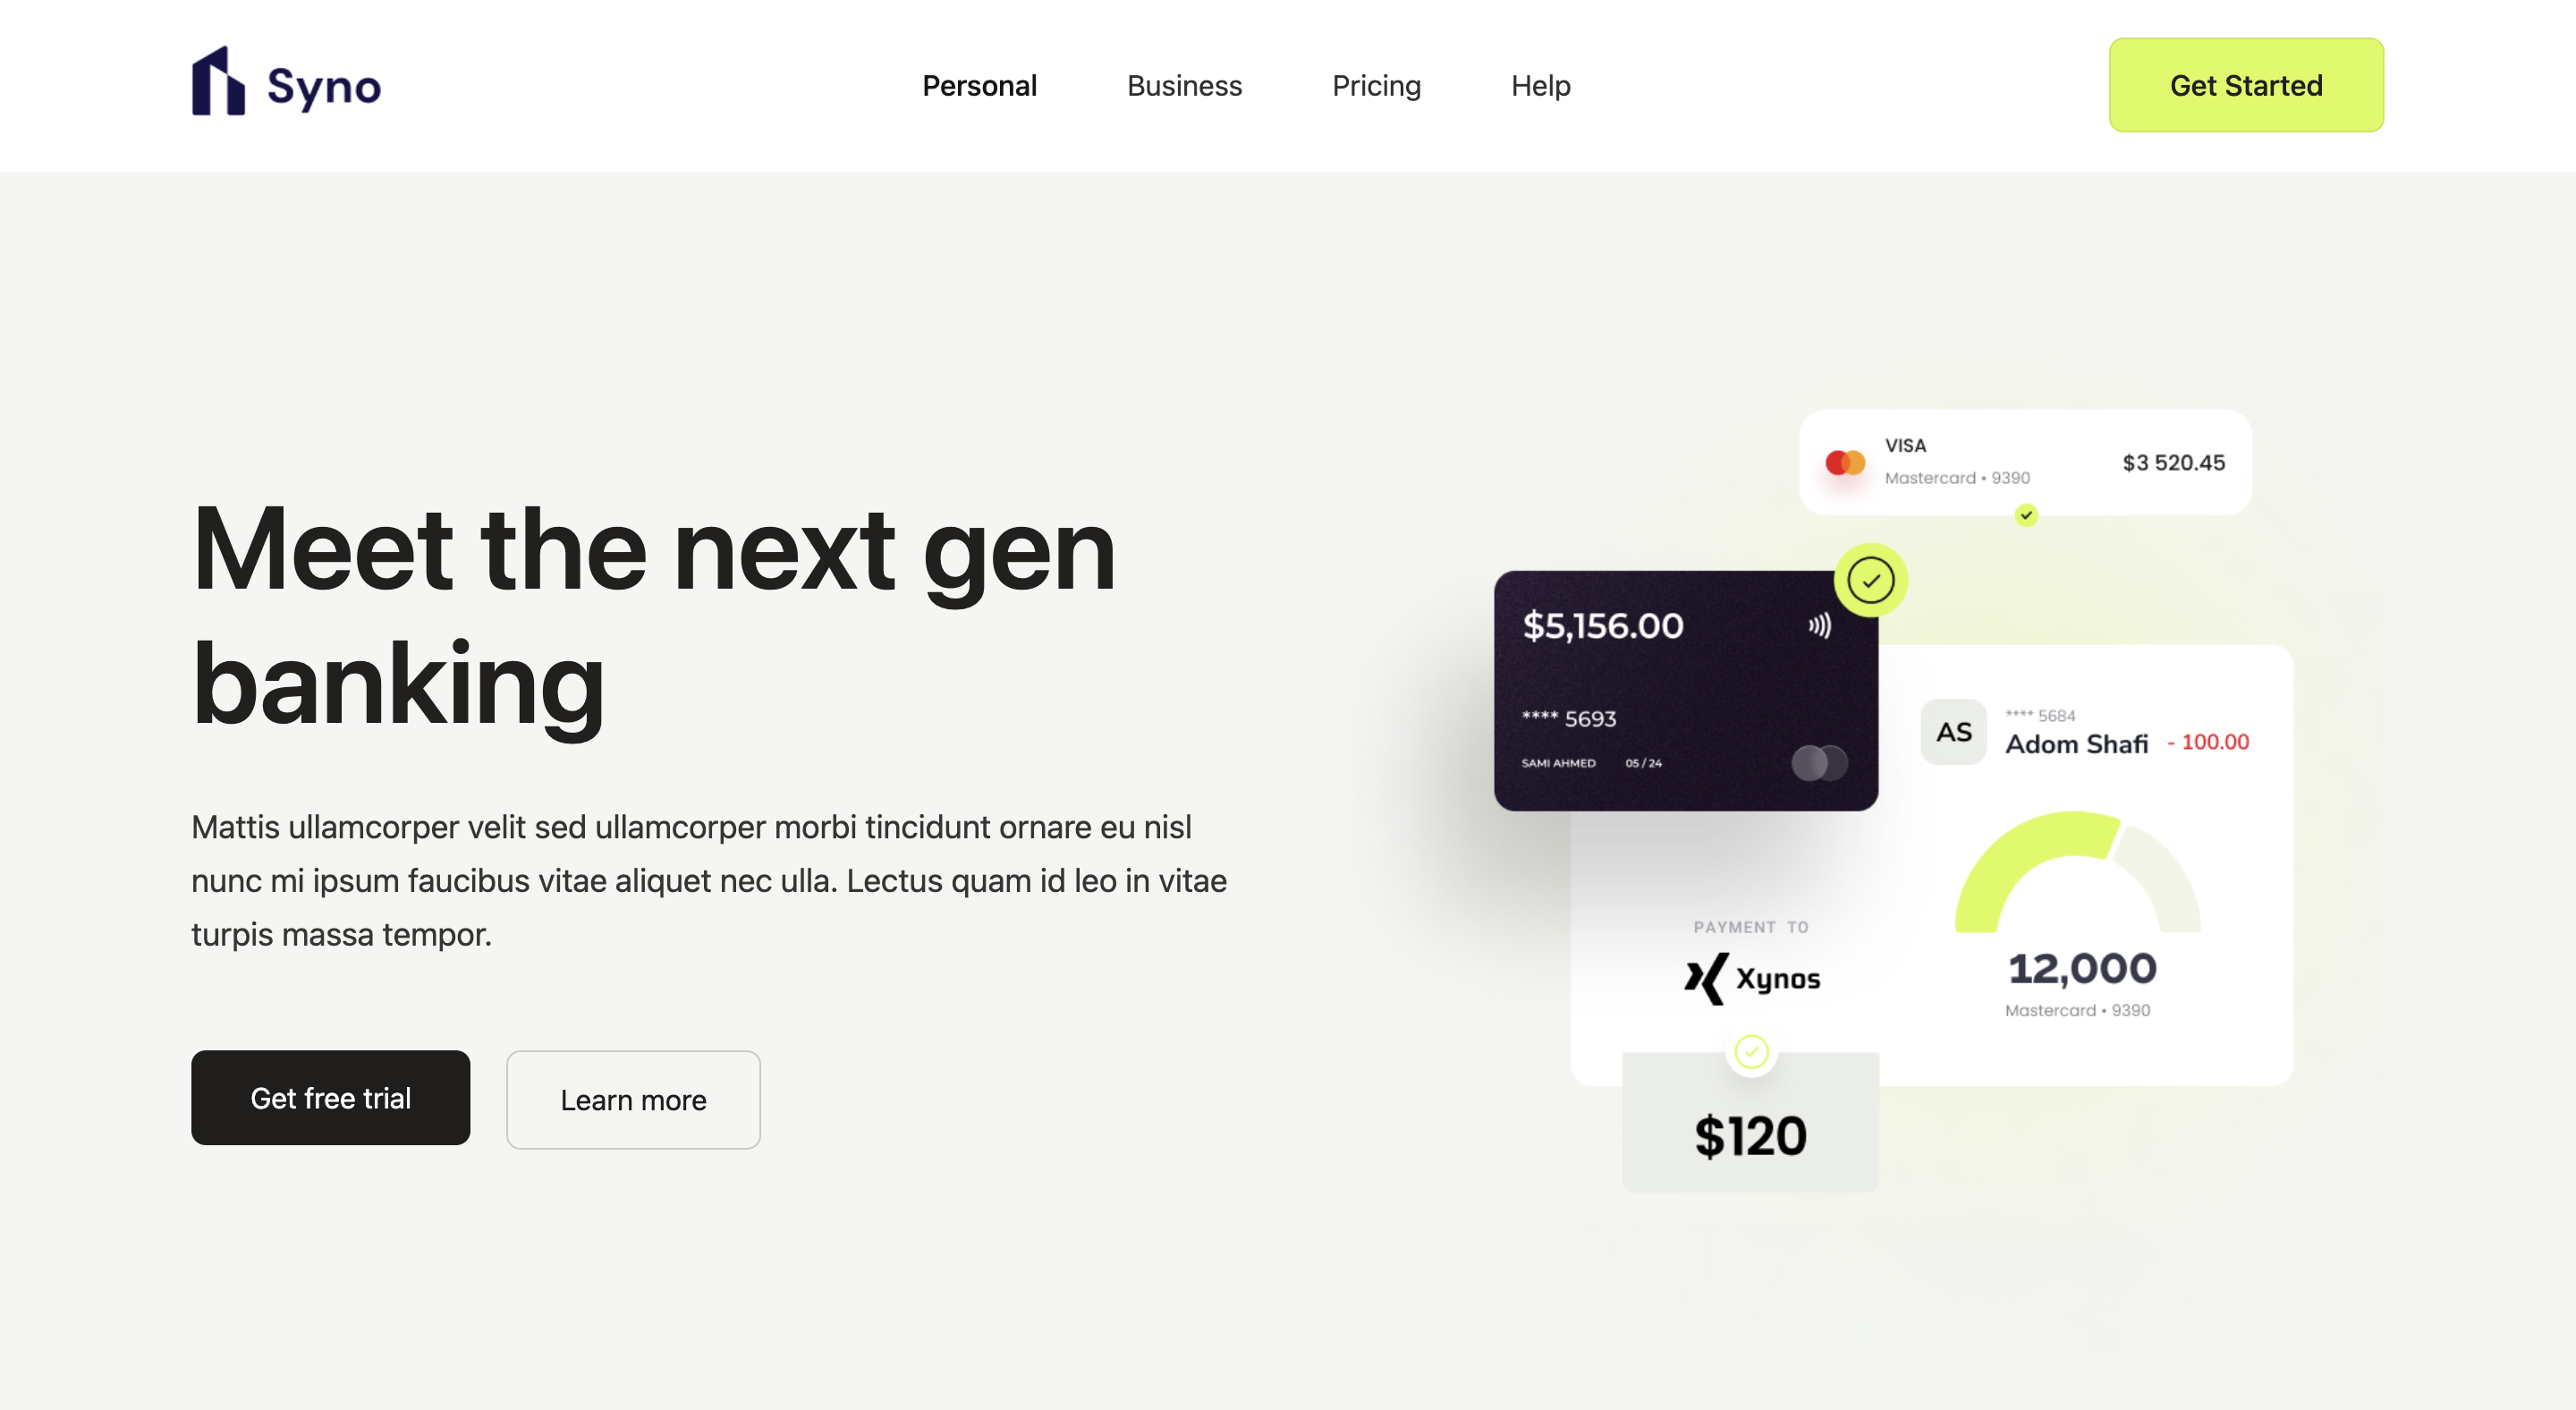 Syno
Personal
Business
Pricing
Help
Get Started
Meet the next gen
banking
Mattis ullamcorper velit sed ullamcorper morbi tincidunt ornare eu nisl
nunc mi ipsum faucibus vitae aliquet nec ulla. Lectus quam id leo in vitae
turpis massa tempor.
Get free trial
Learn more
VISA
Mastercard • 9390
$3 520.45
$5,156.00
**** 5693
SAMI AHMED 05 / 24
AS
**** 5684
Adom Shafi - 100.00
12,000
Mastercard • 9390
PAYMENT TO
Xynos
$120